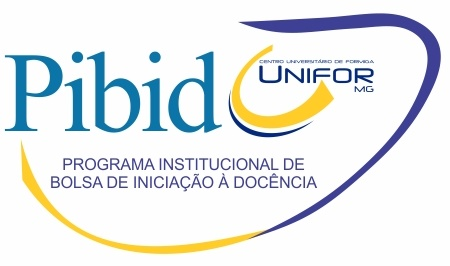 Pibid
CENTRO UNIVERSITÁRIO DE FORMIGA
UNIFOR
MG
PROGRAMA INSTITUCIONAL DE
BOLSA DE INICIAÇÃO À DOCÊNCIA